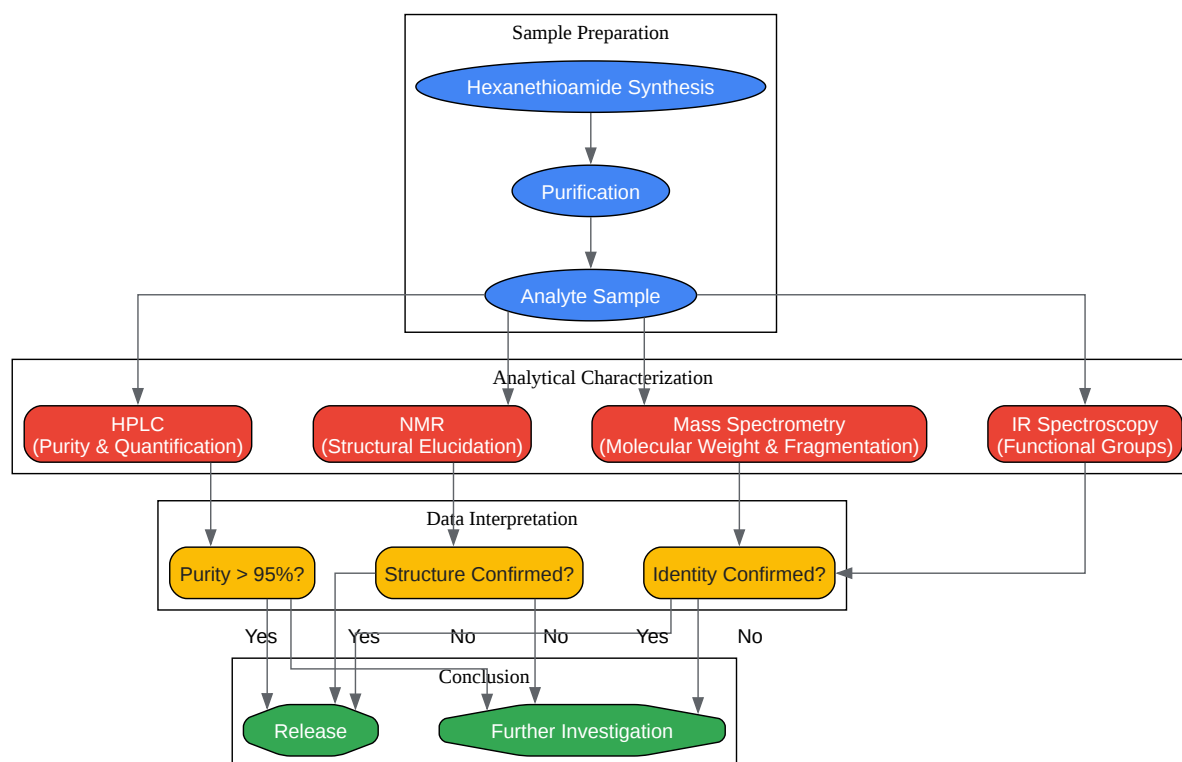 Sample Preparation
Hexanethioamide Synthesis
Purification
Analyte Sample
Analytical Characterization
HPLC
(Purity & Quantification)
NMR
(Structural Elucidation)
Mass Spectrometry
(Molecular Weight & Fragmentation)
IR Spectroscopy
(Functional Groups)
Data Interpretation
Purity > 95%?
Structure Confirmed?
Identity Confirmed?
Yes
Yes
No
No
Yes
No
Conclusion
Release
Further Investigation